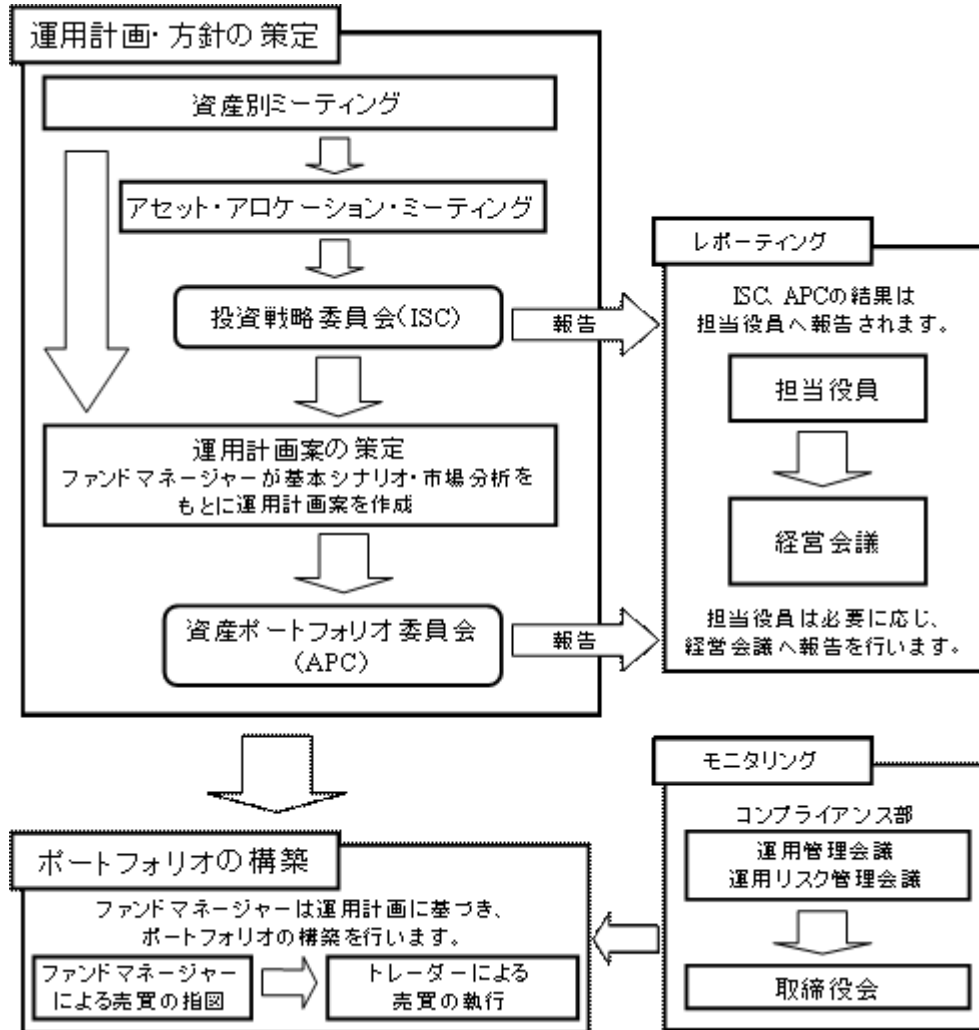 運用計画・方針の策定
資産別ミーティング
アセット・アロケーション・ミーティング
投資戦略委員会(ISC)
報告
運用計画案の策定
ファンドマネージャーが基本シナリオ・市場分析を
もとに運用計画案を作成
資産ポートフォリオ委員会
(APC)
報告
レポーティング
ISC、APCの結果は
担当役員へ報告されます。
担当役員
経営会議
担当役員は必要に応じ、
経営会議へ報告を行います。
ポートフォリオの構築
ファンドマネージャーは運用計画に基づき、
ポートフォリオの構築を行います。
ファンドマネージャー
による売買の指図
トレーダーによる
売買の執行
モニタリング
コンプライアンス部
運用管理会議
運用リスク管理会議
取締役会